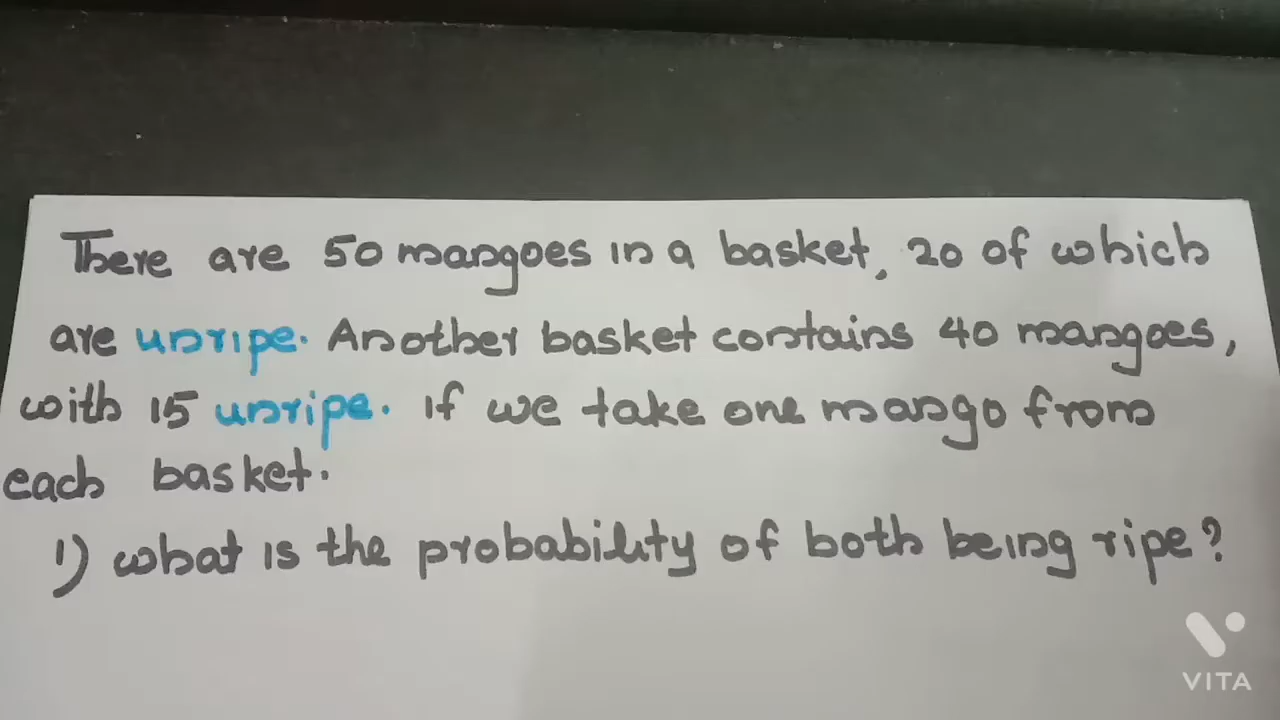 There are 50 mangoes in a basket, 20 of which
are unripe. Another basket contains 40 mangoes,
with 15 unripe. If we take one mango from
each basket.
1) what is the probability of both being ripe?
VITA